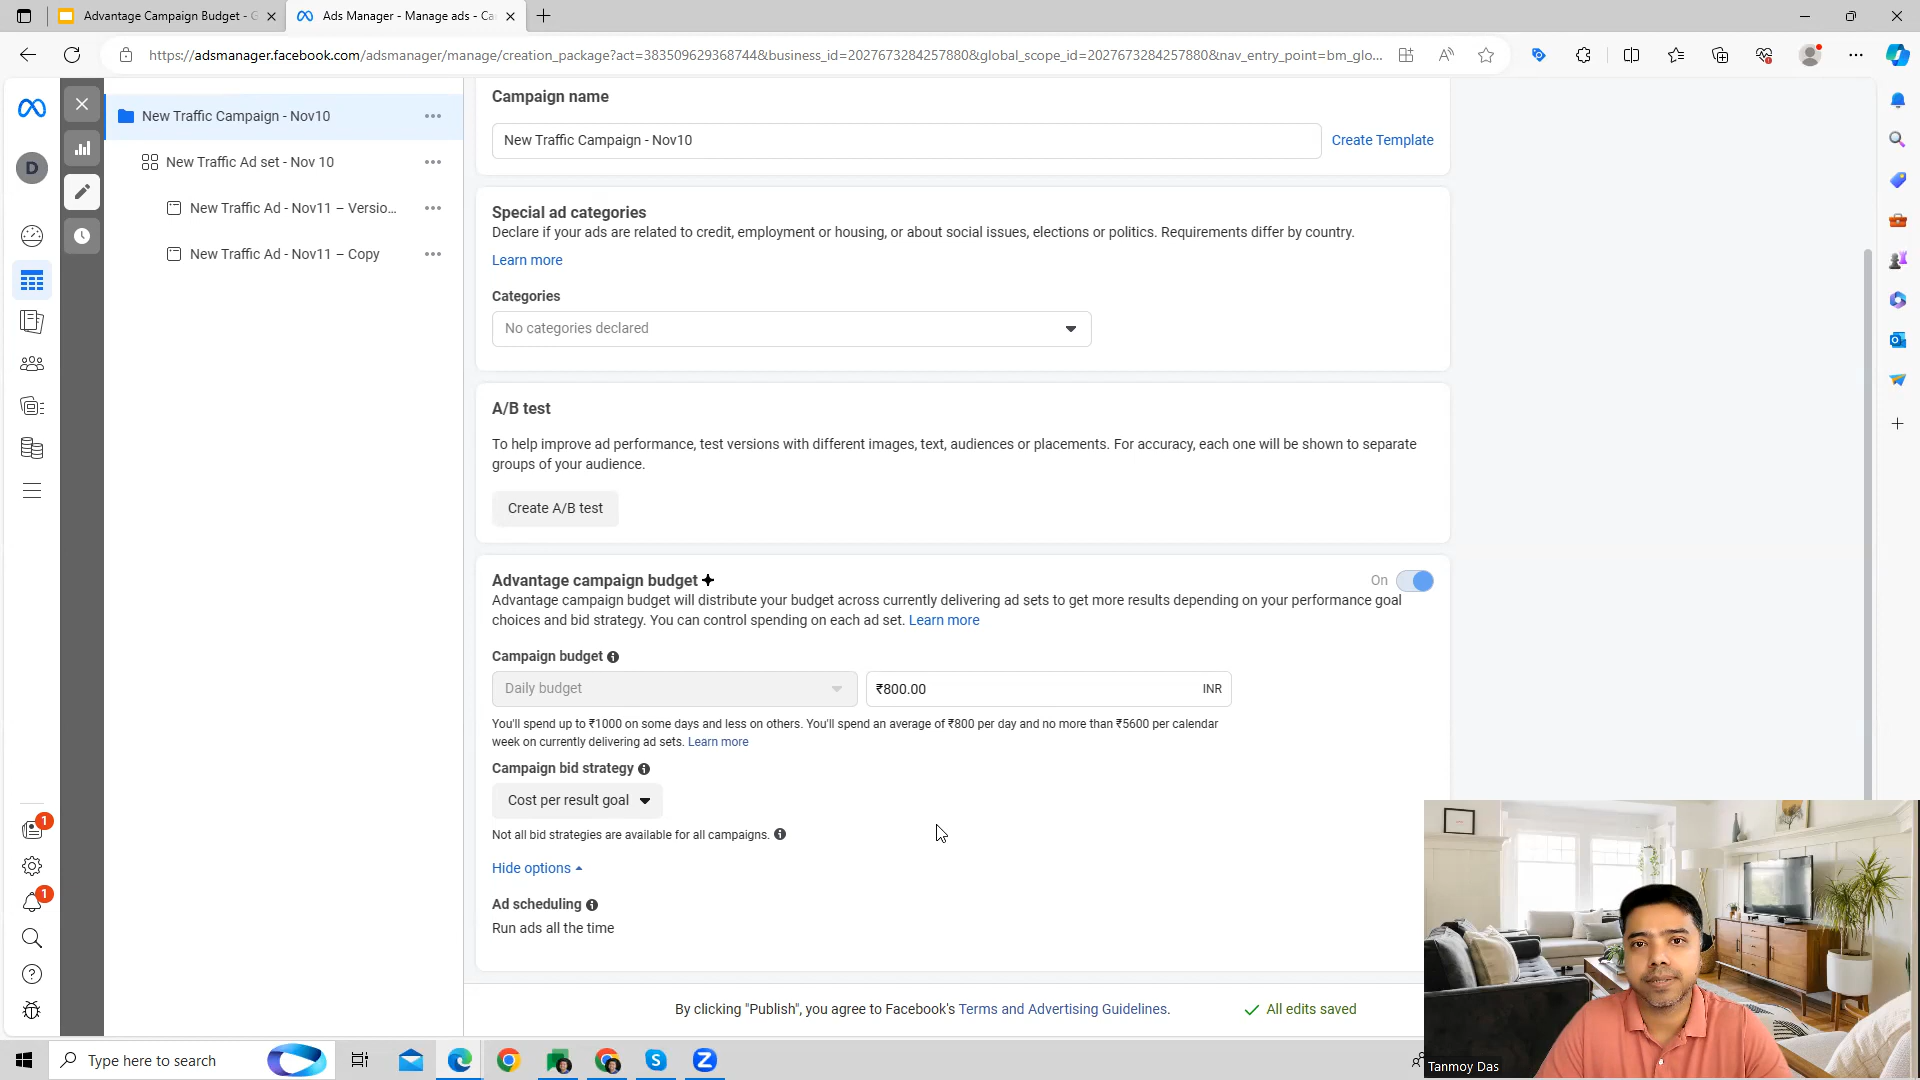 Advantage Campaign Budget - G
Ads Manager - Manage ads - Ca
https://adsmanager.facebook.com/adsmanager/manage/creation_package?act=383509629368744&business_id=2027673284257880&global_scope_id=2027673284257880&nav_entry_point=bm_glo...
D
New Traffic Campaign - Nov10
New Traffic Ad set - Nov 10
New Traffic Ad - Nov11 – Versio...
New Traffic Ad - Nov11 – Copy
Campaign name
New Traffic Campaign - Nov10
Create Template
Special ad categories
Declare if your ads are related to credit, employment or housing, or about social issues, elections or politics. Requirements differ by country.
Learn more
Categories
No categories declared
A/B test
To help improve ad performance, test versions with different images, text, audiences or placements. For accuracy, each one will be shown to separate
groups of your audience.
Create A/B test
Advantage campaign budget
On
Advantage campaign budget will distribute your budget across currently delivering ad sets to get more results depending on your performance goal
choices and bid strategy. You can control spending on each ad set. Learn more
Campaign budget
Daily budget
₹800.00
INR
You'll spend up to ₹1000 on some days and less on others. You'll spend an average of ₹800 per day and no more than ₹5600 per calendar
week on currently delivering ad sets. Learn more
Campaign bid strategy
Cost per result goal
Not all bid strategies are available for all campaigns.
Hide options
Ad scheduling
Run ads all the time
By clicking "Publish", you agree to Facebook's Terms and Advertising Guidelines.
All edits saved
1
1
Type here to search
Tanmoy Das